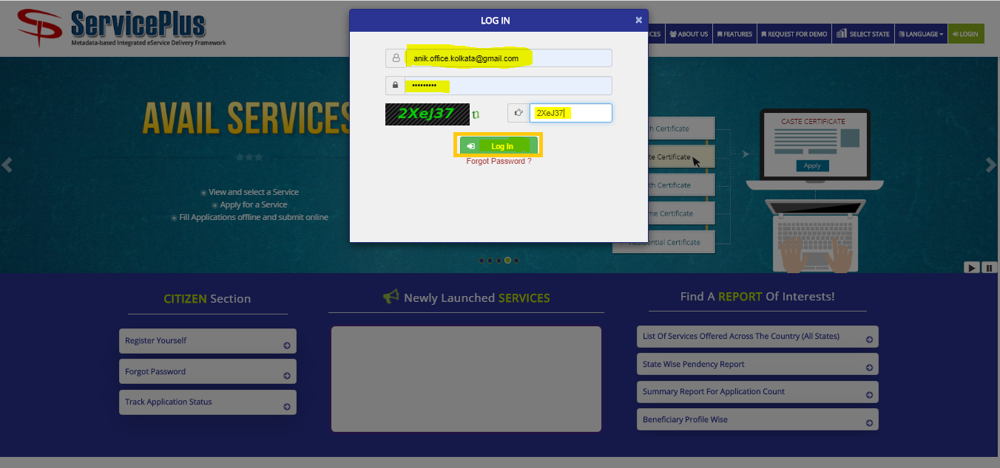 ServicePlus
Metadata-based Integrated eService Delivery Framework
ICES
ABOUT US
FEATURES
REQUEST FOR DEMO
SELECT STATE
LANGUAGE
LOGIN
LOG IN
×
anik.office.kolkata@gmail.com
•••••••••
2XeJ37
2XeJ37
Log In
Forgot Password ?
AVAIL SERVICES
View and select a Service
Apply for a Service
Fill Applications offline and submit online
h Certificate
te Certificate
th Certificate
me Certificate
Residential Certificate
CASTE CERTIFICATE
Apply
CITIZEN Section
Register Yourself
Forgot Password
Track Application Status
Newly Launched SERVICES
Find A REPORT Of Interests!
List Of Services Offered Across The Country (All States)
State Wise Pendency Report
Summary Report For Application Count
Beneficiary Profile Wise